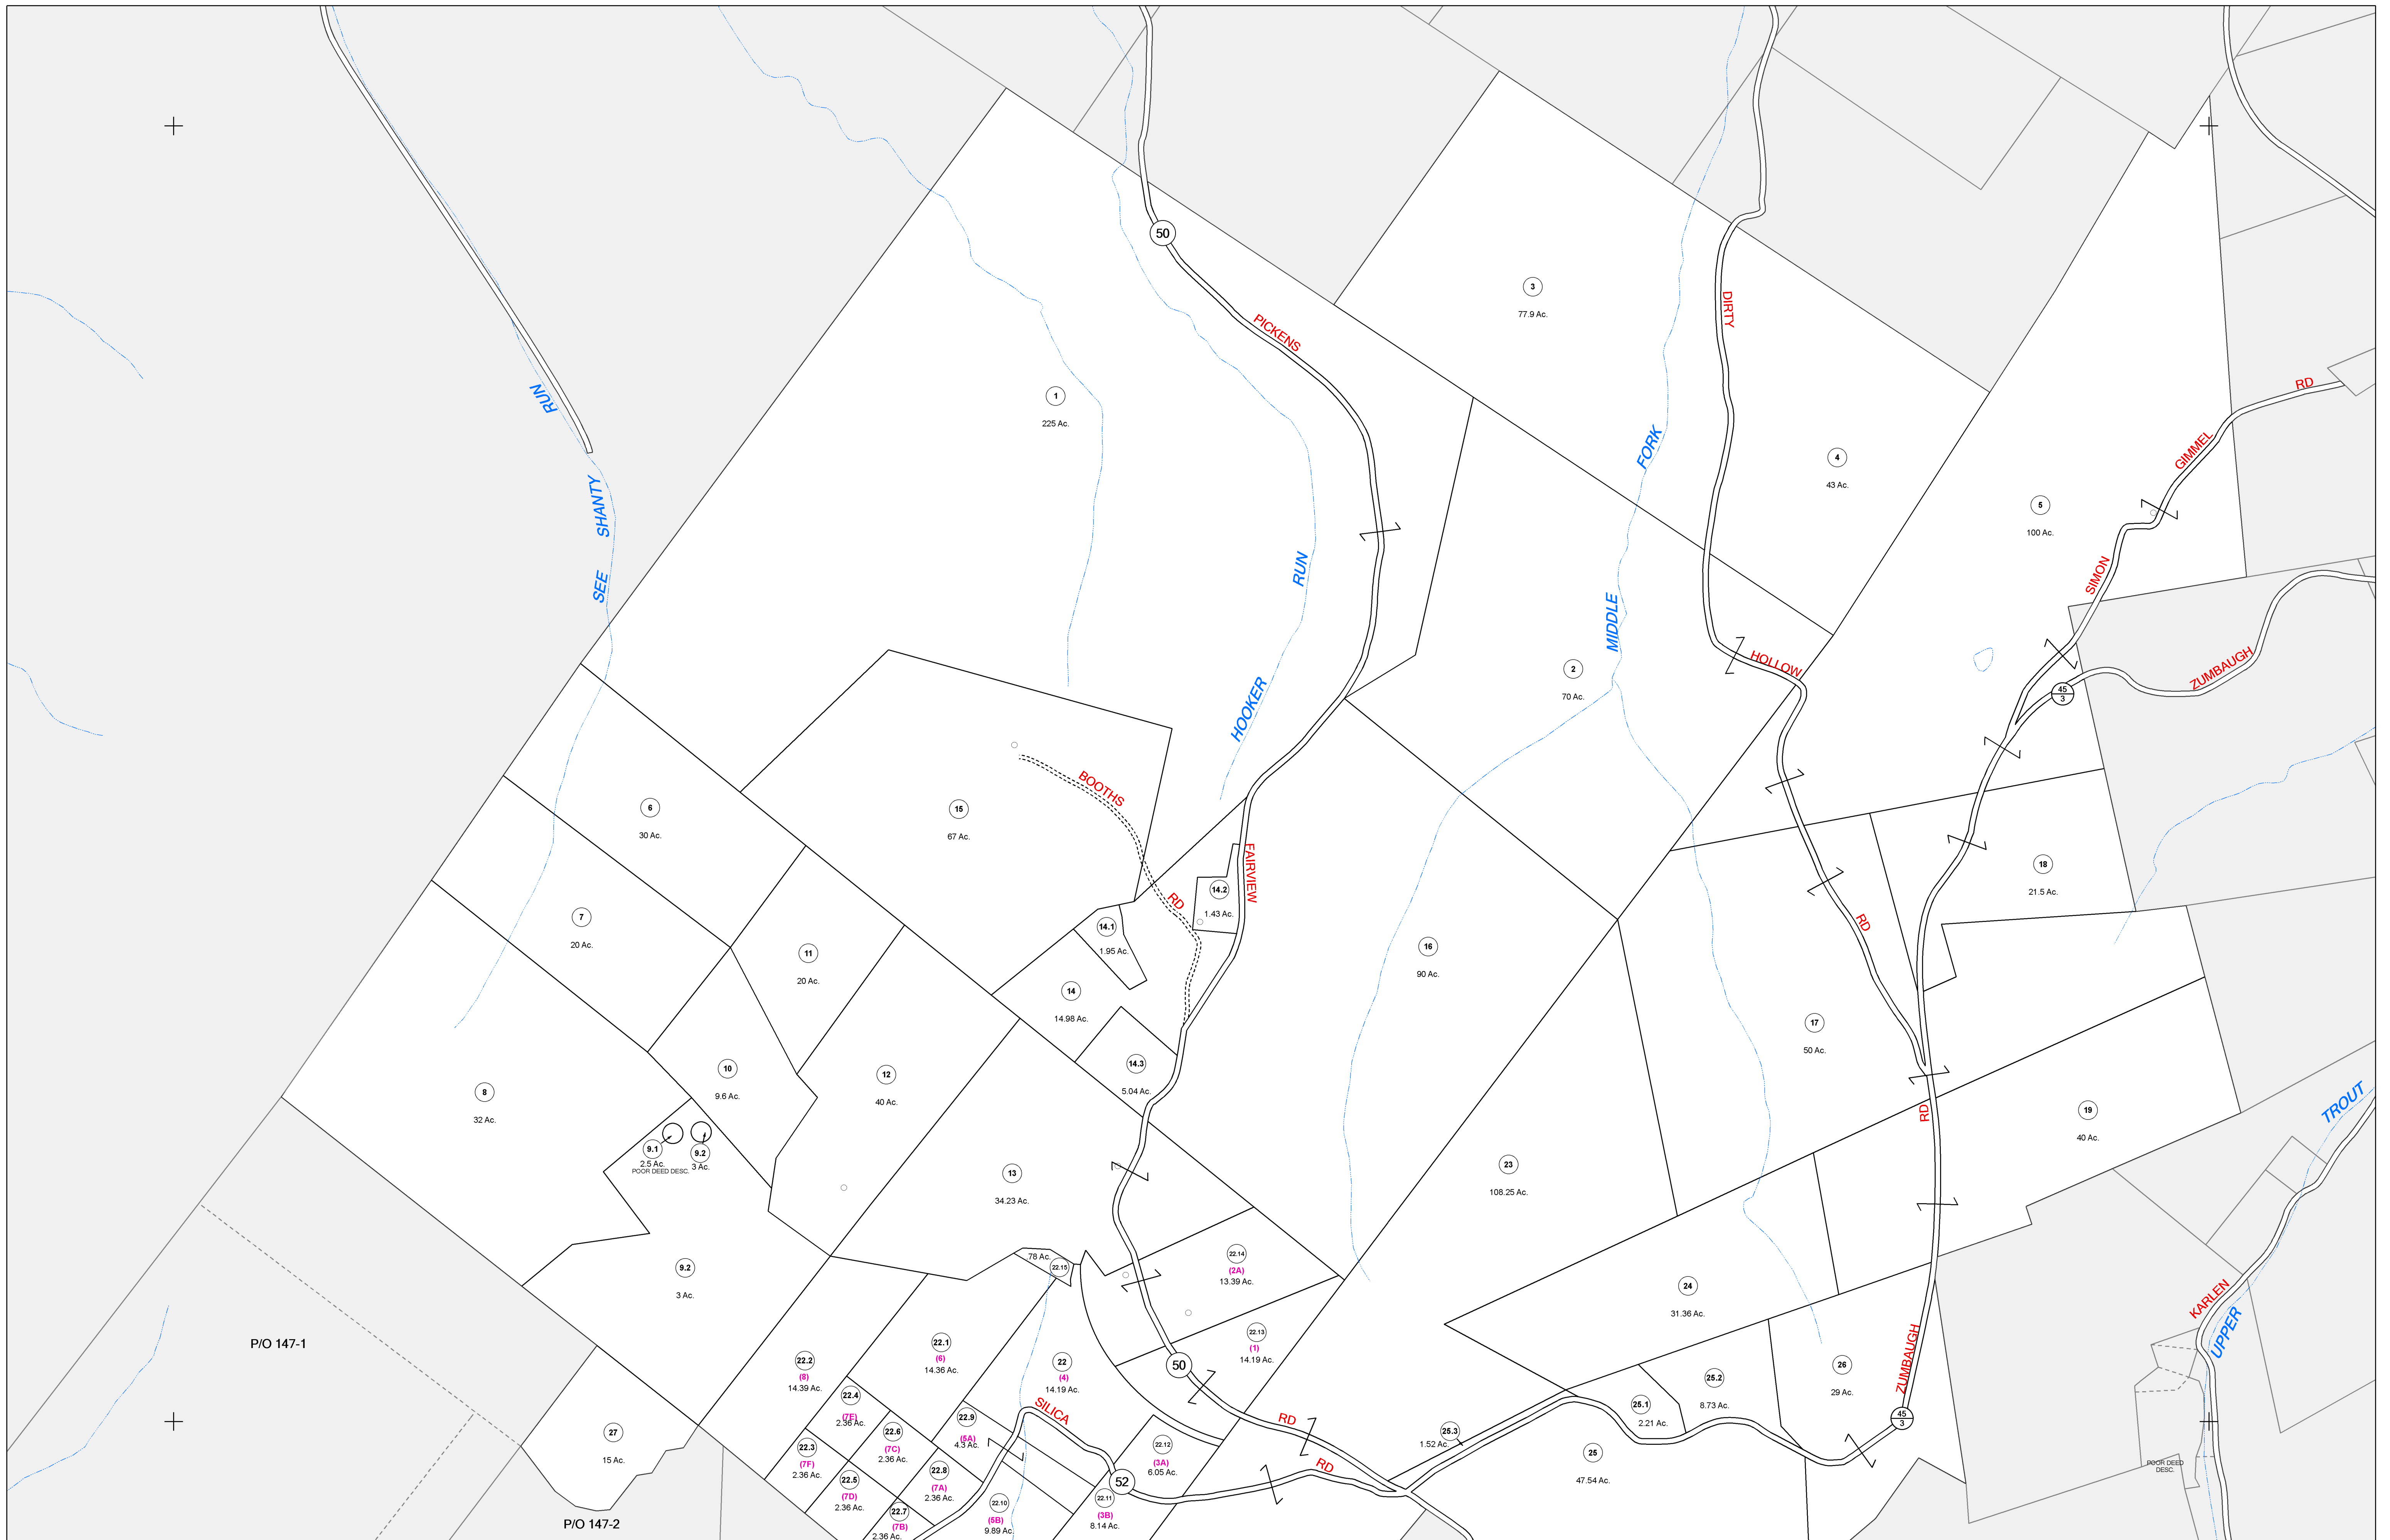 50
PICKENS
3
77.9 Ac.
DIRTY
RUN
1
225 Ac.
RD
FORK
GIMMEL
4
43 Ac.
SHANTY
5
100 Ac.
RUN
SIMON
SEE
MIDDLE
HOLLOW
2
70 Ac.
ZUMBAUGH
45
3
HOOKER
BOOTHS
6
30 Ac.
15
67 Ac.
FAIRVIEW
18
21.5 Ac.
14.2
1.43 Ac.
RD
7
20 Ac.
14.1
1.95 Ac.
RD
11
20 Ac.
16
90 Ac.
14
14.98 Ac.
17
50 Ac.
14.3
5.04 Ac.
10
9.6 Ac.
12
40 Ac.
8
32 Ac.
TROUT
RD
19
40 Ac.
9.1
2.5 Ac.
POOR DEED DESC.
9.2
3 Ac.
13
34.23 Ac.
23
108.25 Ac.
22.14
(2A)
13.39 Ac.
78 Ac.
22.15
9.2
3 Ac.
24
31.36 Ac.
KARLEN
UPPER
P/O 147-1
22.1
(6)
14.36 Ac.
22.13
(1)
14.19 Ac.
22.2
(8)
14.39 Ac.
22
(4)
14.19 Ac.
50
ZUMBAUGH
26
29 Ac.
25.2
8.73 Ac.
22.4
(7E)
2.36 Ac.
25.1
2.21 Ac.
SILICA
22.9
(5A)
4.3 Ac.
RD
45
3
27
15 Ac.
22.6
(7C)
2.36 Ac.
25.3
1.52 Ac.
22.3
(7F)
2.36 Ac.
22.12
(3A)
6.05 Ac.
25
47.54 Ac.
RD
POOR DEED
DESC.
22.5
(7D)
2.36 Ac.
22.8
(7A)
2.36 Ac.
52
22.11
(3B)
8.14 Ac.
22.10
(5B)
9.89 Ac.
22.7
(7B)
2.36 Ac.
P/O 147-2